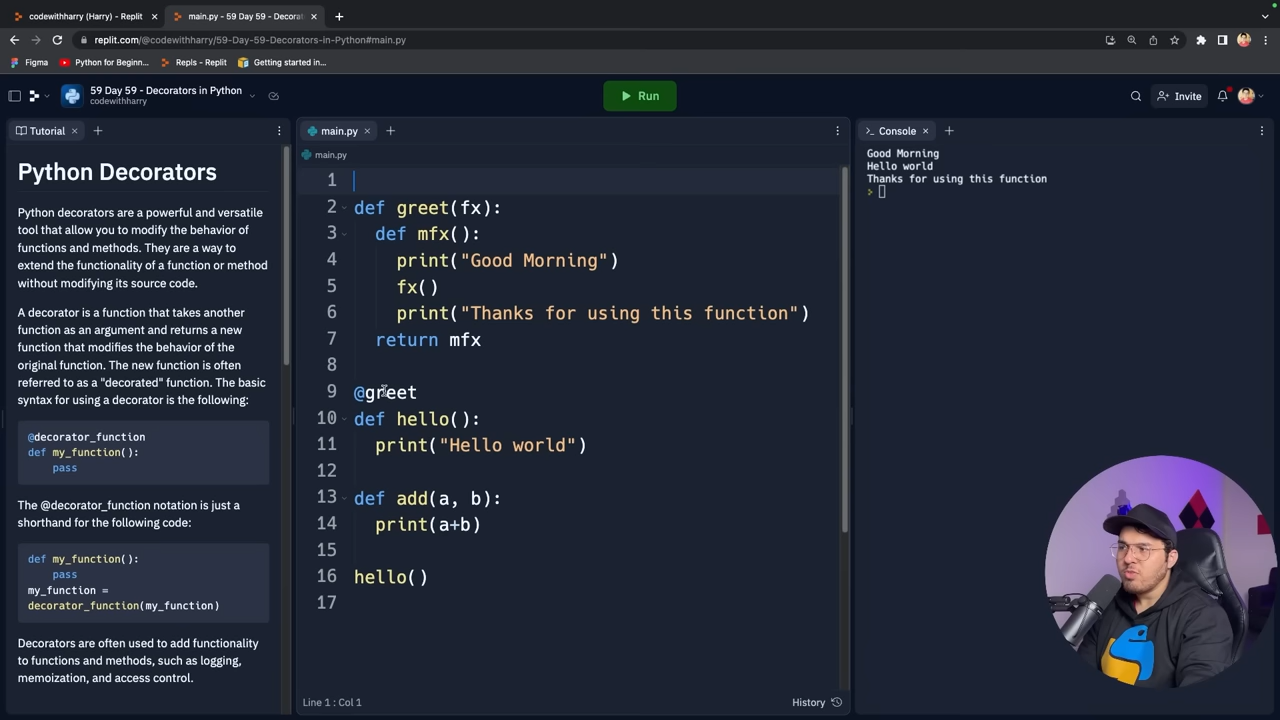 codewithharry (Harry) - Replit
main.py - 59 Day 59 - Decorat
replit.com/@codewithharry/59-Day-59-Decorators-in-Python#main.py
Figma
Python for Beginn...
Repls - Replit
Getting started in...
59 Day 59 - Decorators in Python
codewithharry
Run
Invite
Tutorial
Python Decorators
Python decorators are a powerful and versatile
tool that allow you to modify the behavior of
functions and methods. They are a way to
extend the functionality of a function or method
without modifying its source code.
A decorator is a function that takes another
function as an argument and returns a new
function that modifies the behavior of the
original function. The new function is often
referred to as a "decorated" function. The basic
syntax for using a decorator is the following:
@decorator_function
def my_function():
    pass
The @decorator_function notation is just a
shorthand for the following code:
def my_function():
    pass
my_function =
decorator_function(my_function)
Decorators are often used to add functionality
to functions and methods, such as logging,
memoization, and access control.
main.py
main.py
1
2 def greet(fx):
3   def mfx():
4     print("Good Morning")
5     fx()
6     print("Thanks for using this function")
7   return mfx
8
9 @greet
10 def hello():
11   print("Hello world")
12
13 def add(a, b):
14   print(a+b)
15
16 hello()
17
Line 1 : Col 1
History
Console
Good Morning
Hello world
Thanks for using this function
>